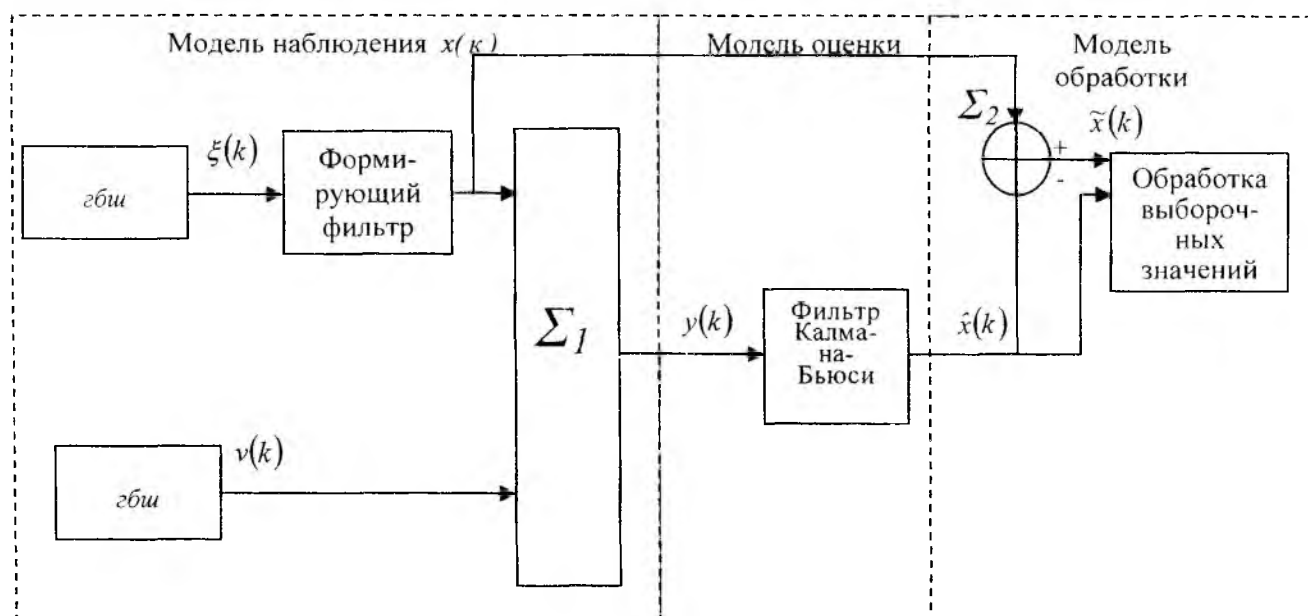 Модель наблюдения x(к)
Молель оценки
Модель
обработки
Σ2
x̃(k)
+
-
ξ(k)
гбш
Форми-
рующий
фильтр
Обработка
выбороч-
ных
значений
Σ1
y(k)
Фильтр
Калма-
на-
Бьюси
x̂(k)
ν(k)
гбш